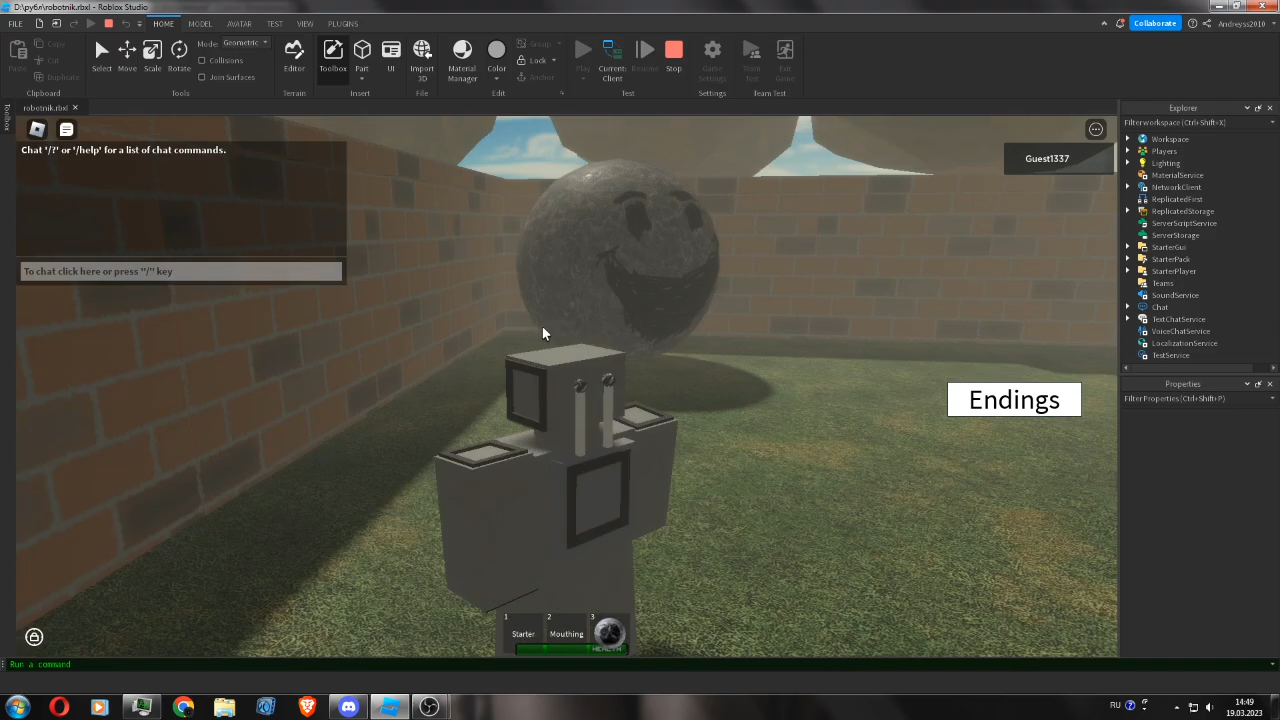 D:\руби\robotnik.rbxl - Roblox Studio
FILE HOME MODEL AVATAR TEST VIEW PLUGINS Collaborate Andreyss2010
Paste Copy Cut Duplicate Select Move Scale Rotate Mode: Geometric Collisions Join Surfaces Editor Toolbox Part UI Import 3D Material Manager Color Group Lock Anchor Play Current: Client Resume Stop Game Settings Team Test Exit Game
Clipboard Tools Terrain Insert File Edit Test Settings Team Test
robotnik.rbxl
Toolbox
Chat '/?' or '/help' for a list of chat commands.
To chat click here or press "/" key
Guest1337
Endings
1 2 3
Starter Mouthing
HEALTH
Explorer
Filter workspace (Ctrl+Shift+X)
Workspace
Players
Lighting
MaterialService
NetworkClient
ReplicatedFirst
ReplicatedStorage
ServerScriptService
ServerStorage
StarterGui
StarterPack
StarterPlayer
Teams
SoundService
Chat
TextChatService
VoiceChatService
LocalizationService
TestService
Properties
Filter Properties (Ctrl+Shift+P)
Run a command
RU
14:49
19.03.2023